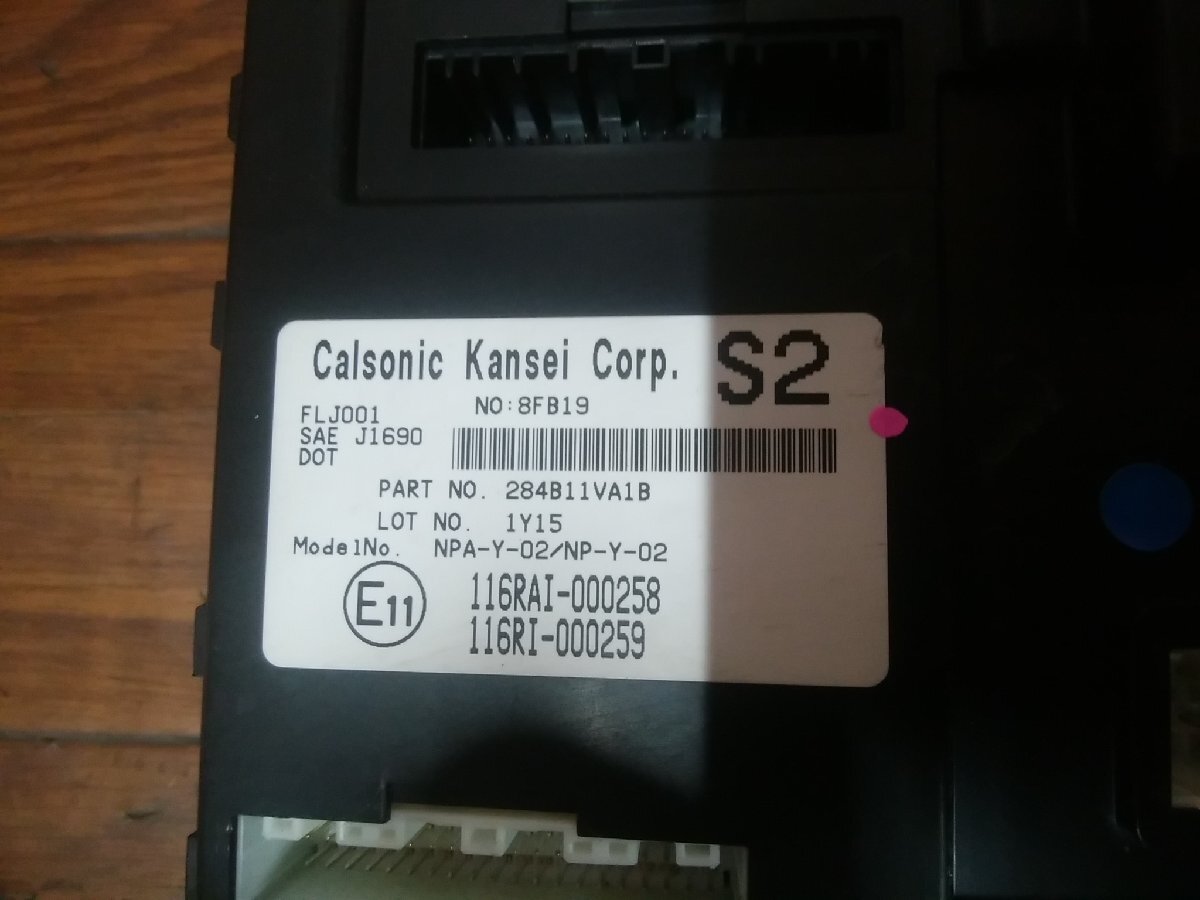 Calsonic Kansei Corp. S2
NO:8FB19
FLJ001
SAE J1690
DOT
PART NO. 284B11VA1B
LOT NO. 1Y15
ModelNo. NPA-Y-02/NP-Y-02
E11
116RAI-000258
116RI-000259